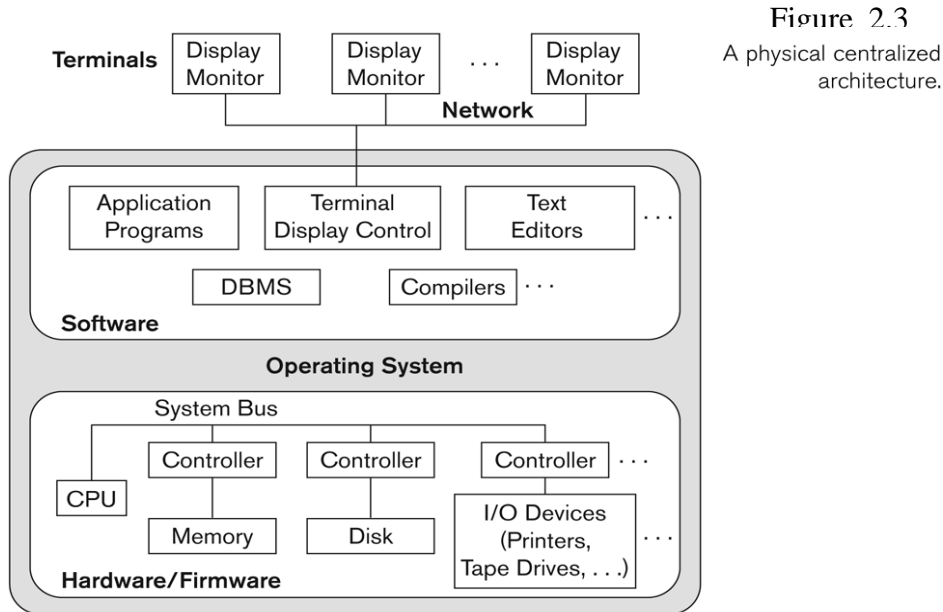 Figure 2.3
A physical centralized
architecture.
Terminals
Display
Monitor
Display
Monitor
. . .
Display
Monitor
Network
Application
Programs
Terminal
Display Control
Text
Editors
. . .
DBMS
Compilers
. . .
Software
Operating System
System Bus
Controller
Controller
Controller
. . .
CPU
Memory
Disk
I/O Devices
(Printers,
Tape Drives, . . .)
. . .
Hardware/Firmware